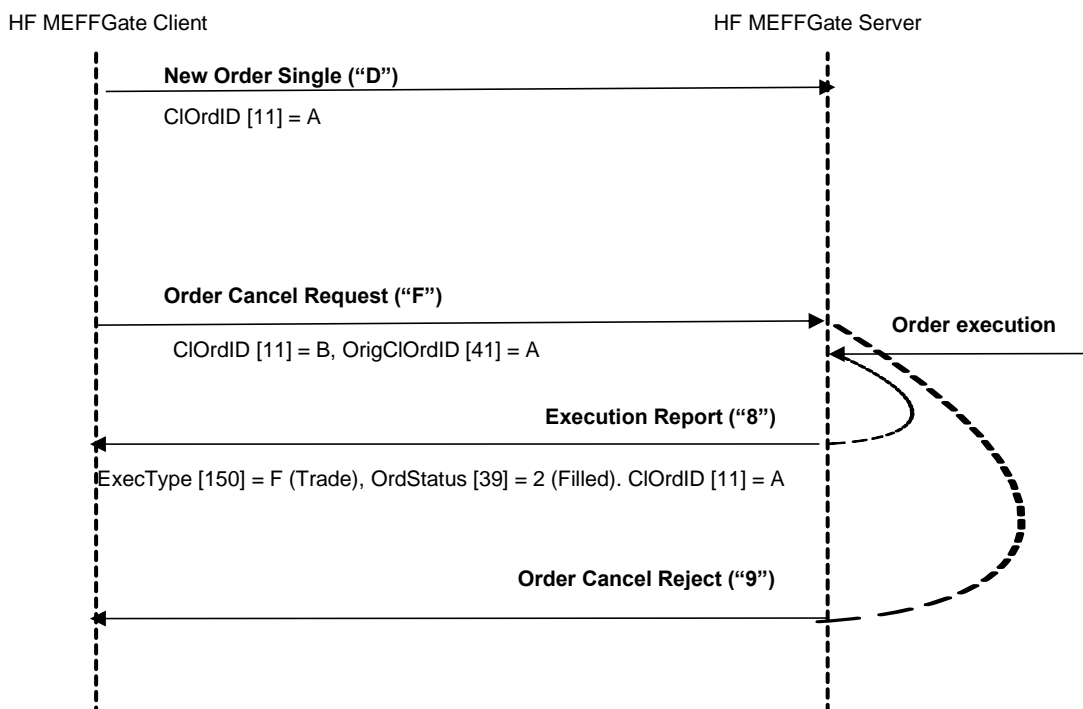 HF MEFFGate Client
HF MEFFGate Server
New Order Single (“D”)
ClOrdID [11] = A
Order Cancel Request (“F”)
Order execution
ClOrdID [11] = B, OrigClOrdID [41] = A
Execution Report (“8”)
ExecType [150] = F (Trade), OrdStatus [39] = 2 (Filled). ClOrdID [11] = A
Order Cancel Reject (“9”)